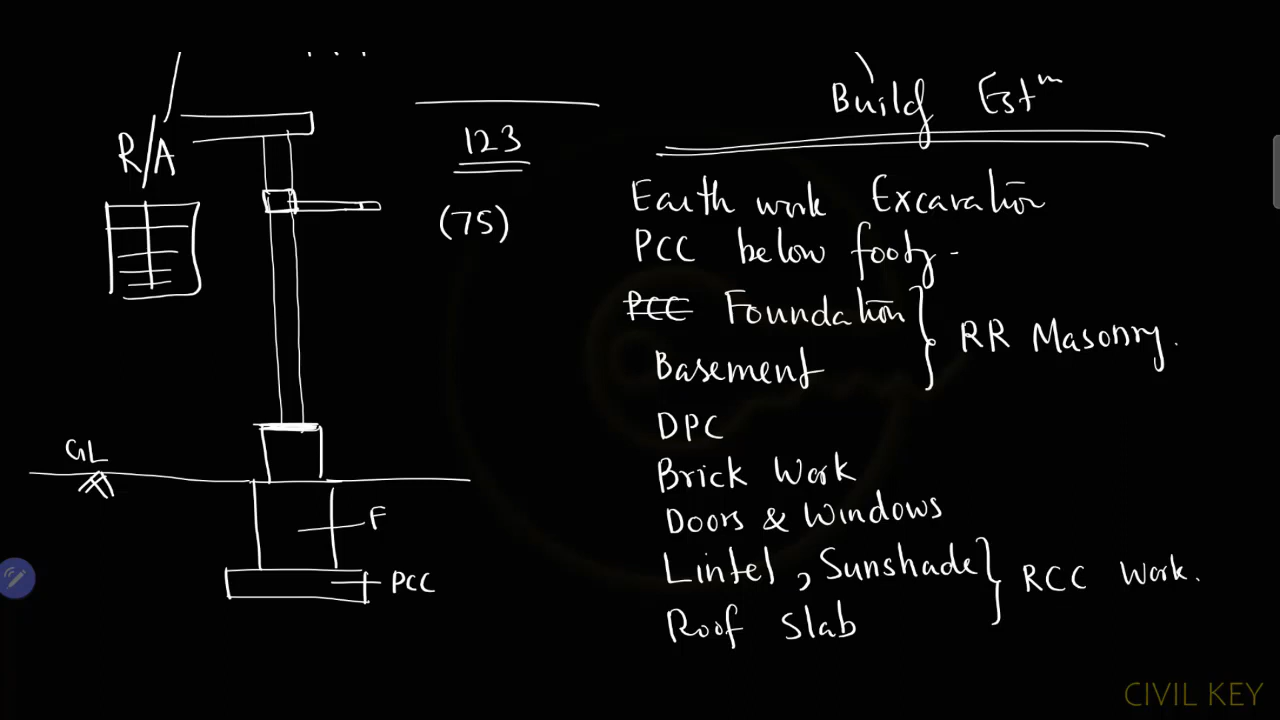 Build Estm
R/A
123
(75)
Earth work Excavation
PCC below footg -
PCC Foundation
Basement
RR Masonry.
DPC
Brick Work
Doors & Windows
Lintel, Sunshade
Roof Slab
RCC Work.
GL
F
PCC
CIVIL KEY